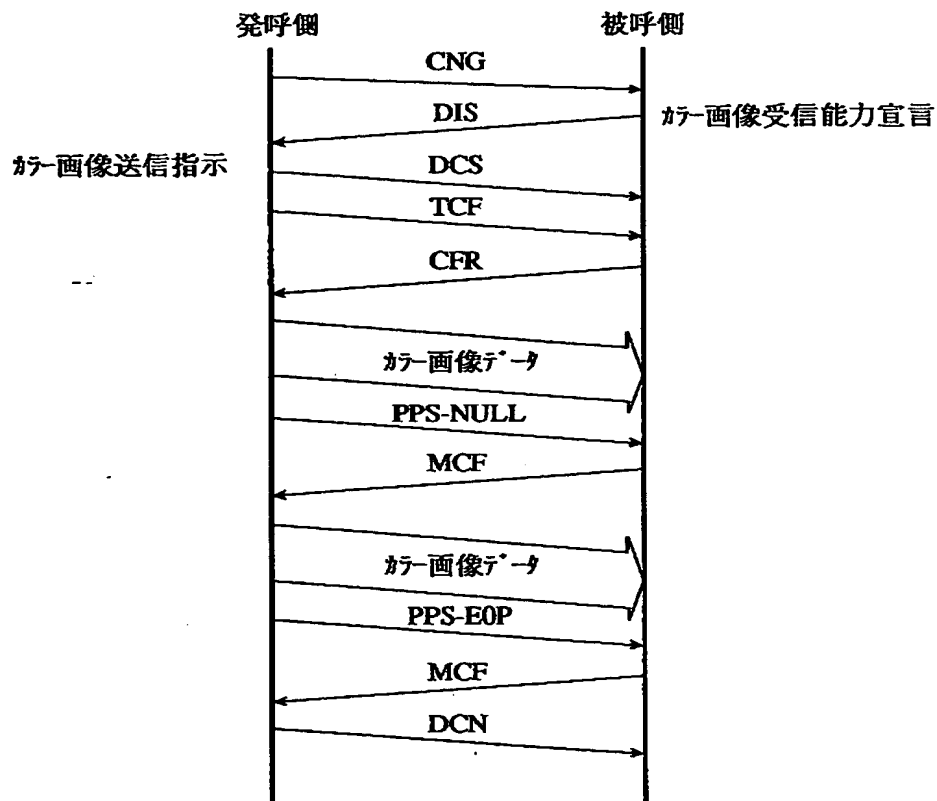 発呼側
被呼側
CNG
DIS
カラー画像受信能力宣言
カラー画像送信指示
DCS
TCF
CFR
カラー画像データ
PPS-NULL
MCF
カラー画像データ
PPS-E0P
MCF
DCN